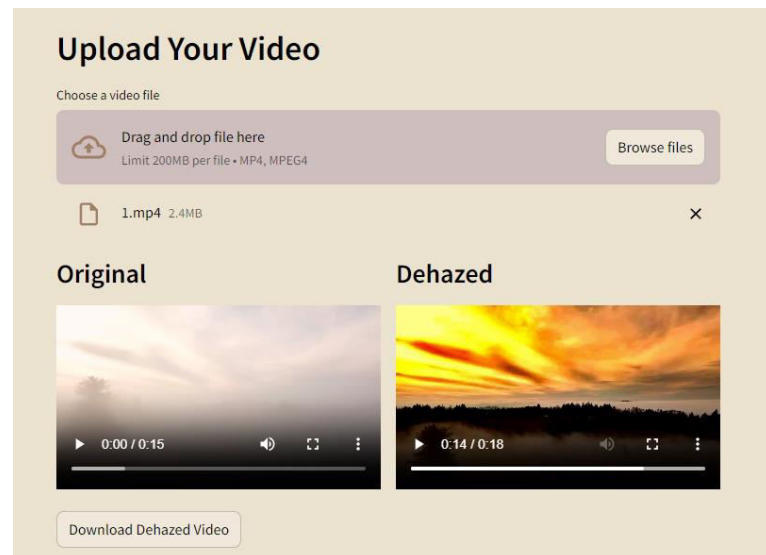 Upload Your Video
Choose a video file
Drag and drop file here
Limit 200MB per file • MP4, MPEG4
Browse files
1.mp4 2.4MB
Original
Dehazed
0:00 / 0:15
0:14 / 0:18
Download Dehazed Video